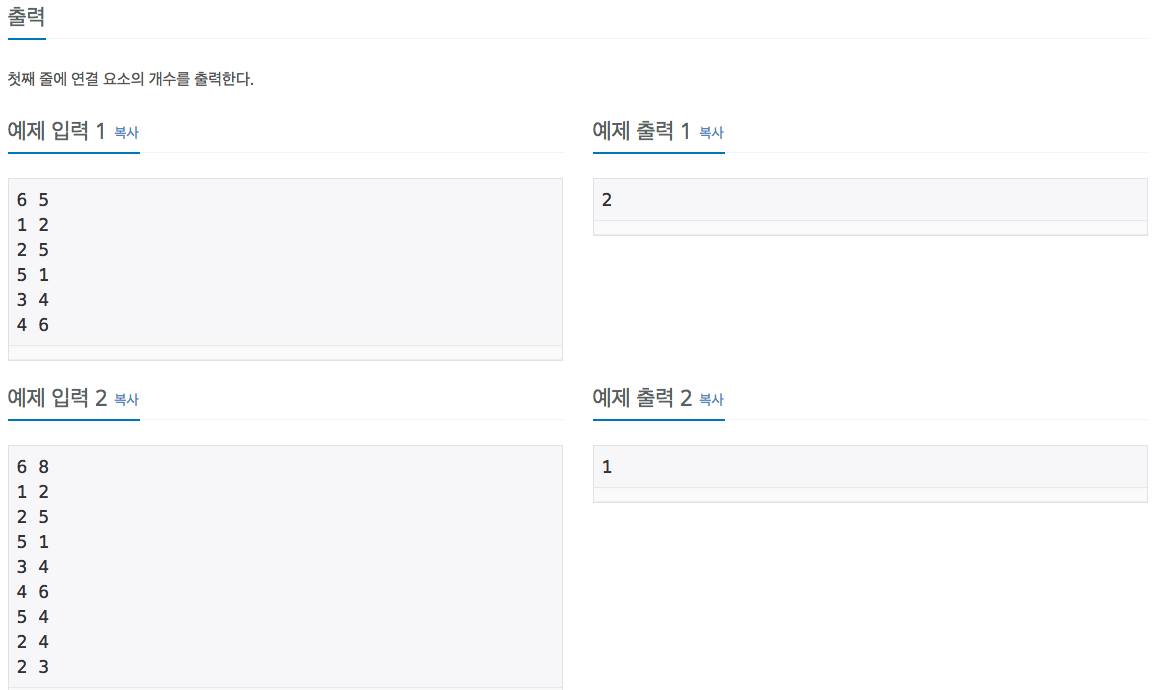 출력
첫째 줄에 연결 요소의 개수를 출력한다.
예제 입력 1 복사
6 5
1 2
2 5
5 1
3 4
4 6
예제 출력 1 복사
2
예제 입력 2 복사
6 8
1 2
2 5
5 1
3 4
4 6
5 4
2 4
2 3
예제 출력 2 복사
1